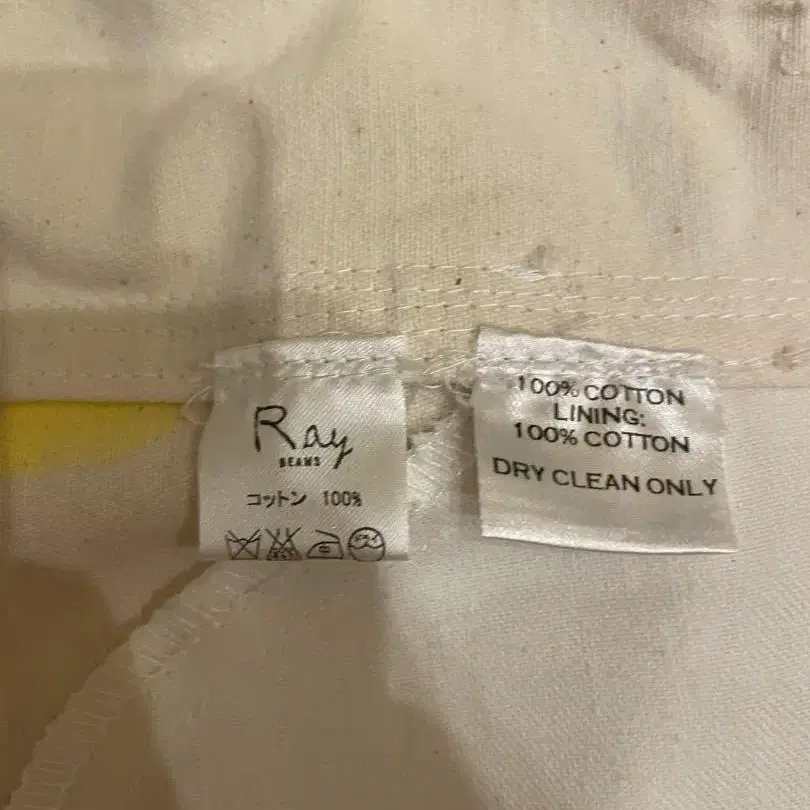 Ray
BEAMS
コットン 100%
100% COTTON
LINING:
100% COTTON
DRY CLEAN ONLY